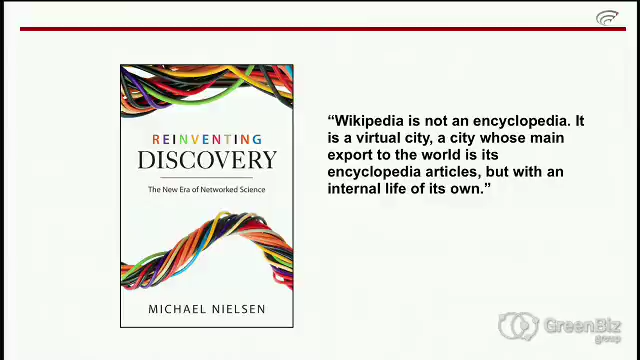 REINVENTING
DISCOVERY
The New Era of Networked Science
MICHAEL NIELSEN
“Wikipedia is not an encyclopedia. It
is a virtual city, a city whose main
export to the world is its
encyclopedia articles, but with an
internal life of its own.”
GreenBiz
group